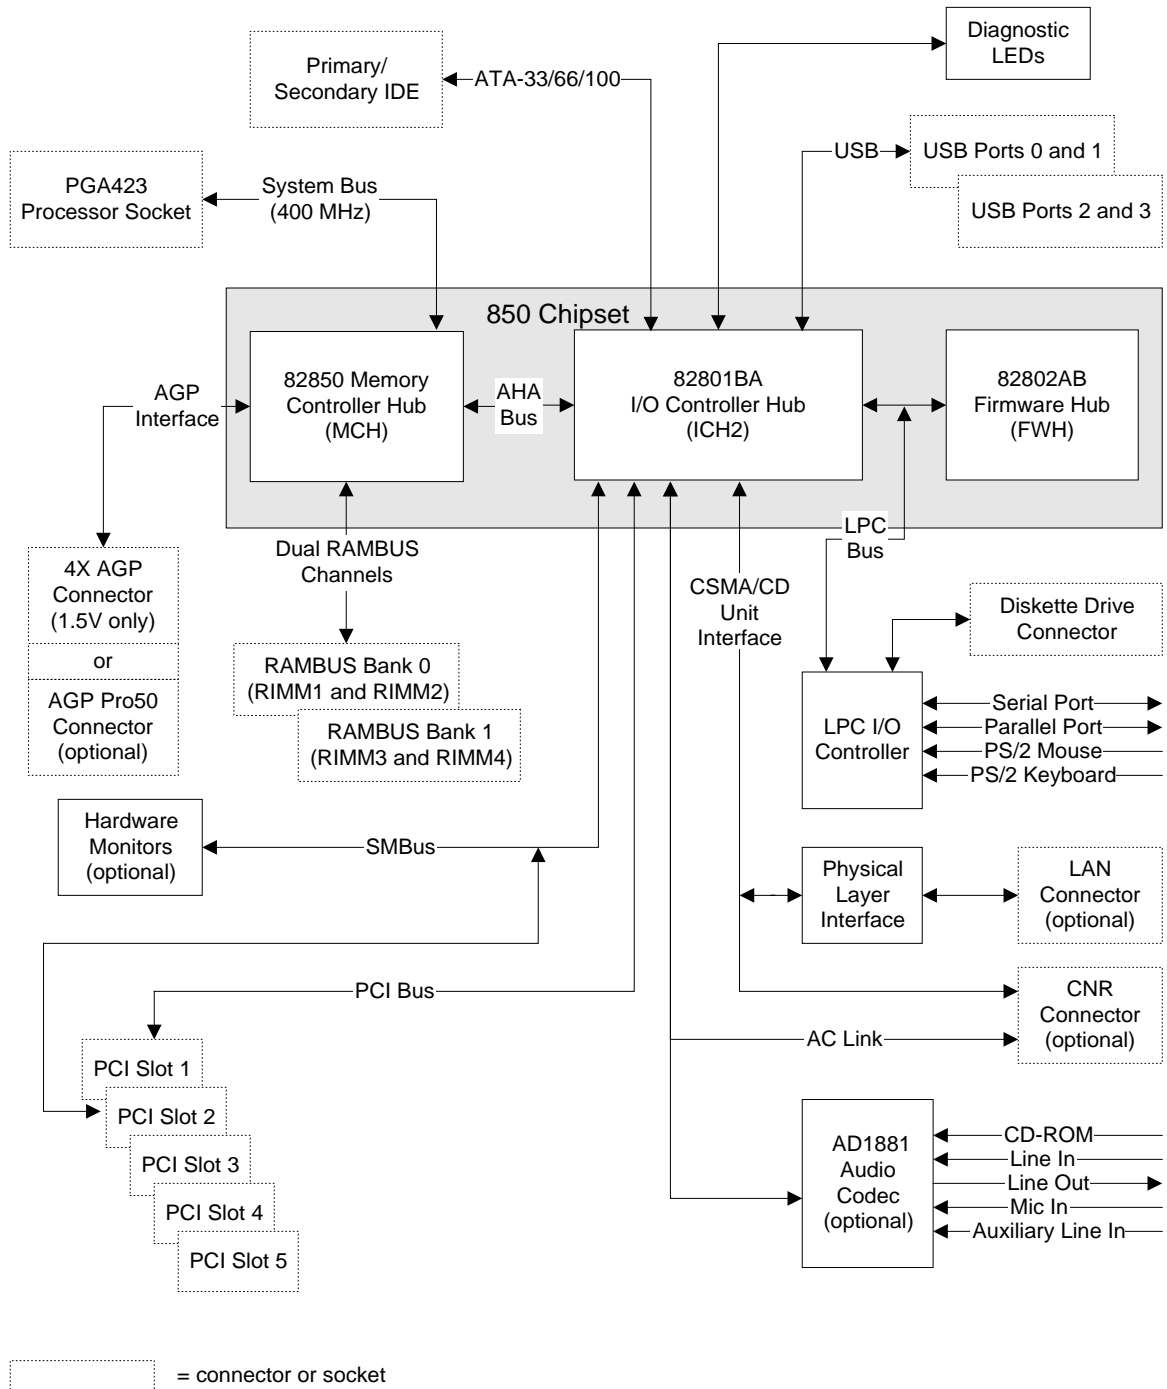 Diagnostic
LEDs
Primary/
Secondary IDE
ATA-33/66/100
USB
USB Ports 0 and 1
USB Ports 2 and 3
PGA423
Processor Socket
System Bus
(400 MHz)
850 Chipset
82850 Memory
Controller Hub
(MCH)
AHA
Bus
82801BA
I/O Controller Hub
(ICH2)
82802AB
Firmware Hub
(FWH)
AGP
Interface
LPC
Bus
Dual RAMBUS
Channels
CSMA/CD
Unit
Interface
4X AGP
Connector
(1.5V only)
or
AGP Pro50
Connector
(optional)
RAMBUS Bank 0
(RIMM1 and RIMM2)
RAMBUS Bank 1
(RIMM3 and RIMM4)
Diskette Drive
Connector
LPC I/O
Controller
Serial Port
Parallel Port
PS/2 Mouse
PS/2 Keyboard
Hardware
Monitors
(optional)
SMBus
Physical
Layer
Interface
LAN
Connector
(optional)
PCI Bus
CNR
Connector
(optional)
AC Link
PCI Slot 1
PCI Slot 2
PCI Slot 3
PCI Slot 4
PCI Slot 5
AD1881
Audio
Codec
(optional)
CD-ROM
Line In
Line Out
Mic In
Auxiliary Line In
= connector or socket